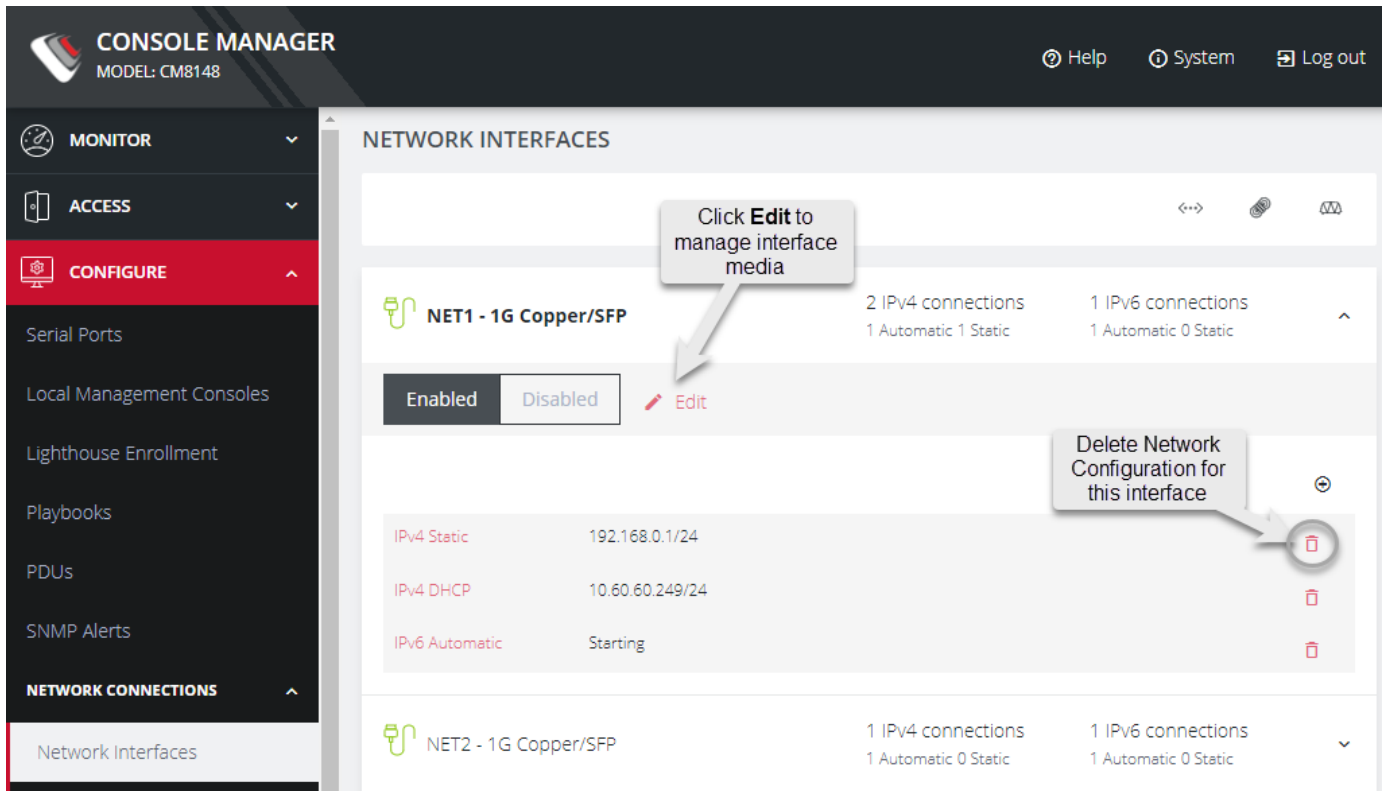 CONSOLE MANAGER
MODEL: CM8148
Help
System
Log out
MONITOR
ACCESS
CONFIGURE
Serial Ports
Local Management Consoles
Lighthouse Enrollment
Playbooks
PDUs
SNMP Alerts
NETWORK CONNECTIONS
Network Interfaces
NETWORK INTERFACES
Click Edit to
manage interface
media
NET1 - 1G Copper/SFP
2 IPv4 connections
1 Automatic 1 Static
1 IPv6 connections
1 Automatic 0 Static
Enabled
Disabled
Edit
Delete Network
Configuration for
this interface
IPv4 Static 192.168.0.1/24
IPv4 DHCP 10.60.60.249/24
IPv6 Automatic Starting
NET2 - 1G Copper/SFP
1 IPv4 connections
1 Automatic 0 Static
1 IPv6 connections
1 Automatic 0 Static